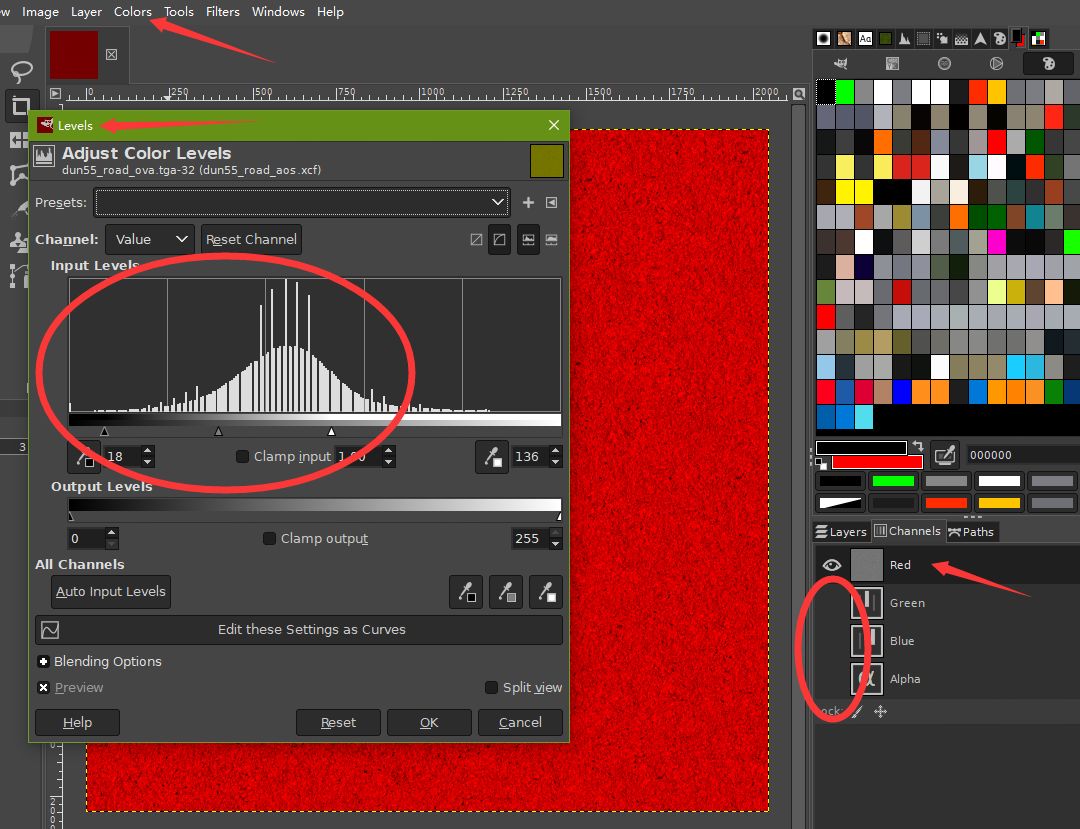 Image Layer Colors Tools Filters Windows Help
0 250 500 750 1000 1250 1500 1750 2000
Levels
Adjust Color Levels
dun55_road_ova.tga-32 (dun55_road_aos.xcf)
Presets:
Channel: Value Reset Channel
Input Levels
18 Clamp input 136
Output Levels
0 Clamp output 255
All Channels
Auto Input Levels
Edit these Settings as Curves
Blending Options
Preview Split view
Help Reset OK Cancel
3
Aa
000000
Layers Channels Paths
Red
Green
Blue
Alpha